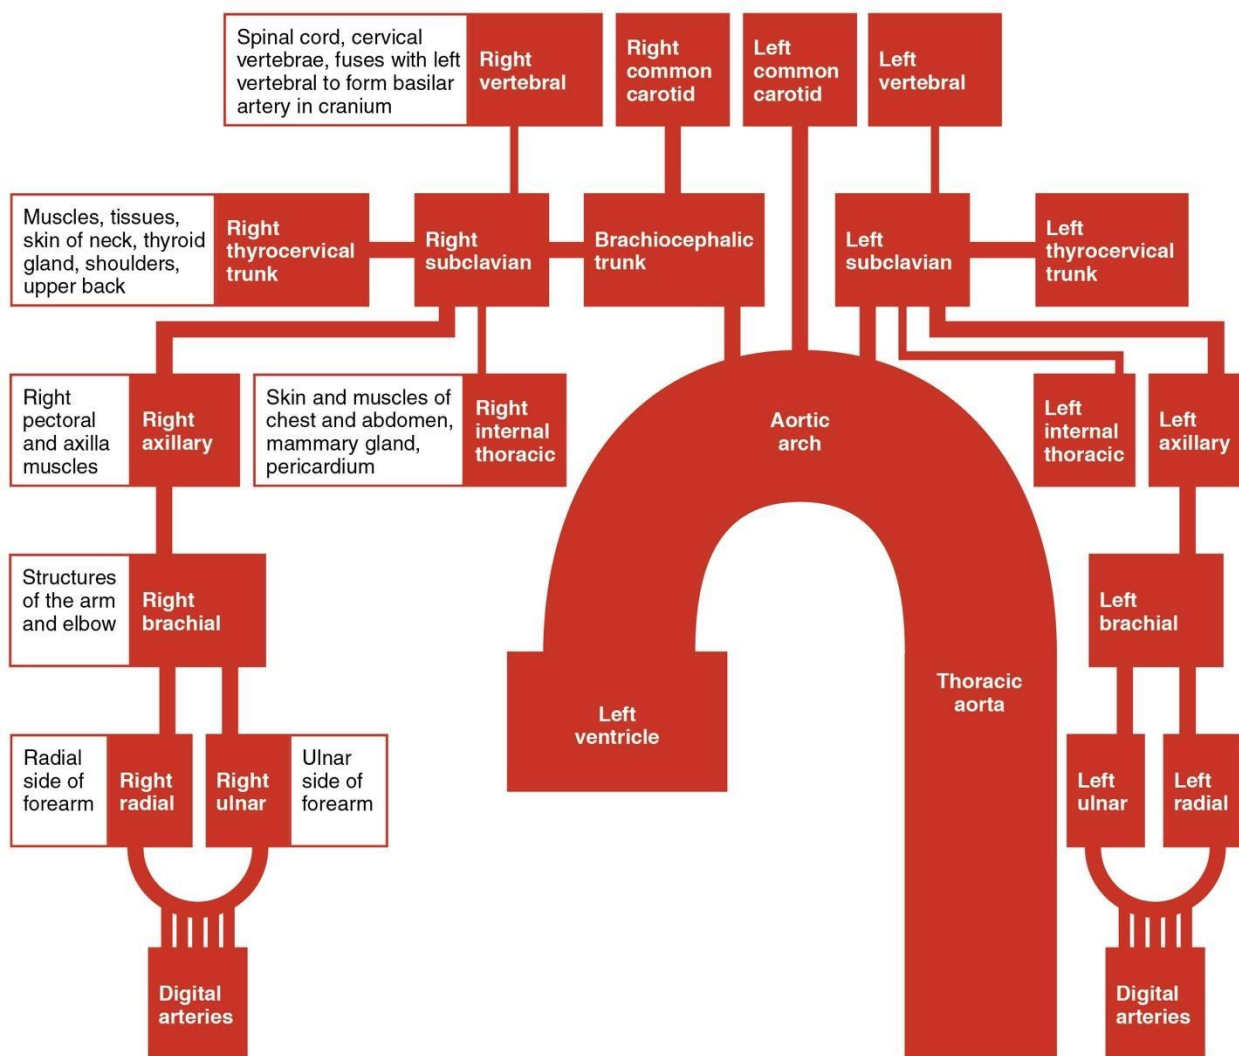 Spinal cord, cervical
vertebrae, fuses with left
vertebral to form basilar
artery in cranium
Right
vertebral
Right
common
carotid
Left
common
carotid
Left
vertebral
Muscles, tissues,
skin of neck, thyroid
gland, shoulders,
upper back
Right
thyrocervical
trunk
Right
subclavian
Brachiocephalic
trunk
Left
subclavian
Left
thyrocervical
trunk
Right
pectoral
and axilla
muscles
Right
axillary
Skin and muscles of
chest and abdomen,
mammary gland,
pericardium
Right
internal
thoracic
Aortic
arch
Left
internal
thoracic
Left
axillary
Structures
of the arm
and elbow
Right
brachial
Left
brachial
Left
ventricle
Thoracic
aorta
Radial
side of
forearm
Right
radial
Right
ulnar
Ulnar
side of
forearm
Left
ulnar
Left
radial
Digital
arteries
Digital
arteries